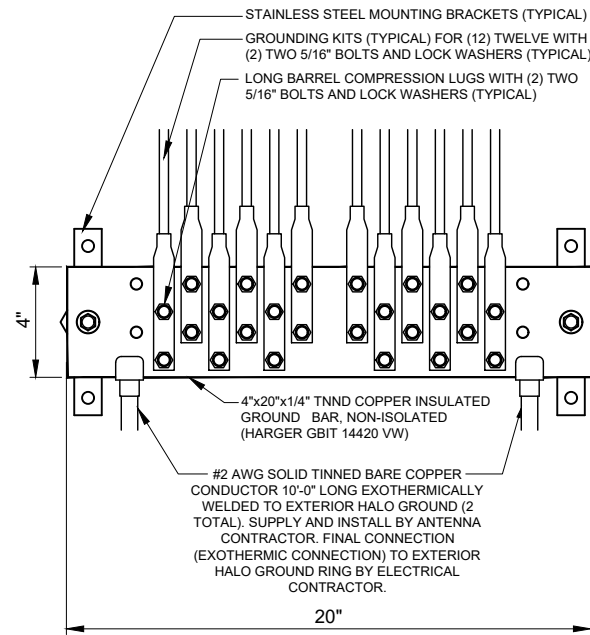 STAINLESS STEEL MOUNTING BRACKETS (TYPICAL)
GROUNDING KITS (TYPICAL) FOR (12) TWELVE WITH
(2) TWO 5/16" BOLTS AND LOCK WASHERS (TYPICAL)
LONG BARREL COMPRESSION LUGS WITH (2) TWO
5/16" BOLTS AND LOCK WASHERS (TYPICAL)
4"
4"x20"x1/4" TNND COPPER INSULATED
GROUND BAR, NON-ISOLATED
(HARGER GBIT 14420 VW)
#2 AWG SOLID TINNED BARE COPPER
CONDUCTOR 10'-0" LONG EXOTHERMICALLY
WELDED TO EXTERIOR HALO GROUND (2
TOTAL). SUPPLY AND INSTALL BY ANTENNA
CONTRACTOR. FINAL CONNECTION
(EXOTHERMIC CONNECTION) TO EXTERIOR
HALO GROUND RING BY ELECTRICAL
CONTRACTOR.
20"